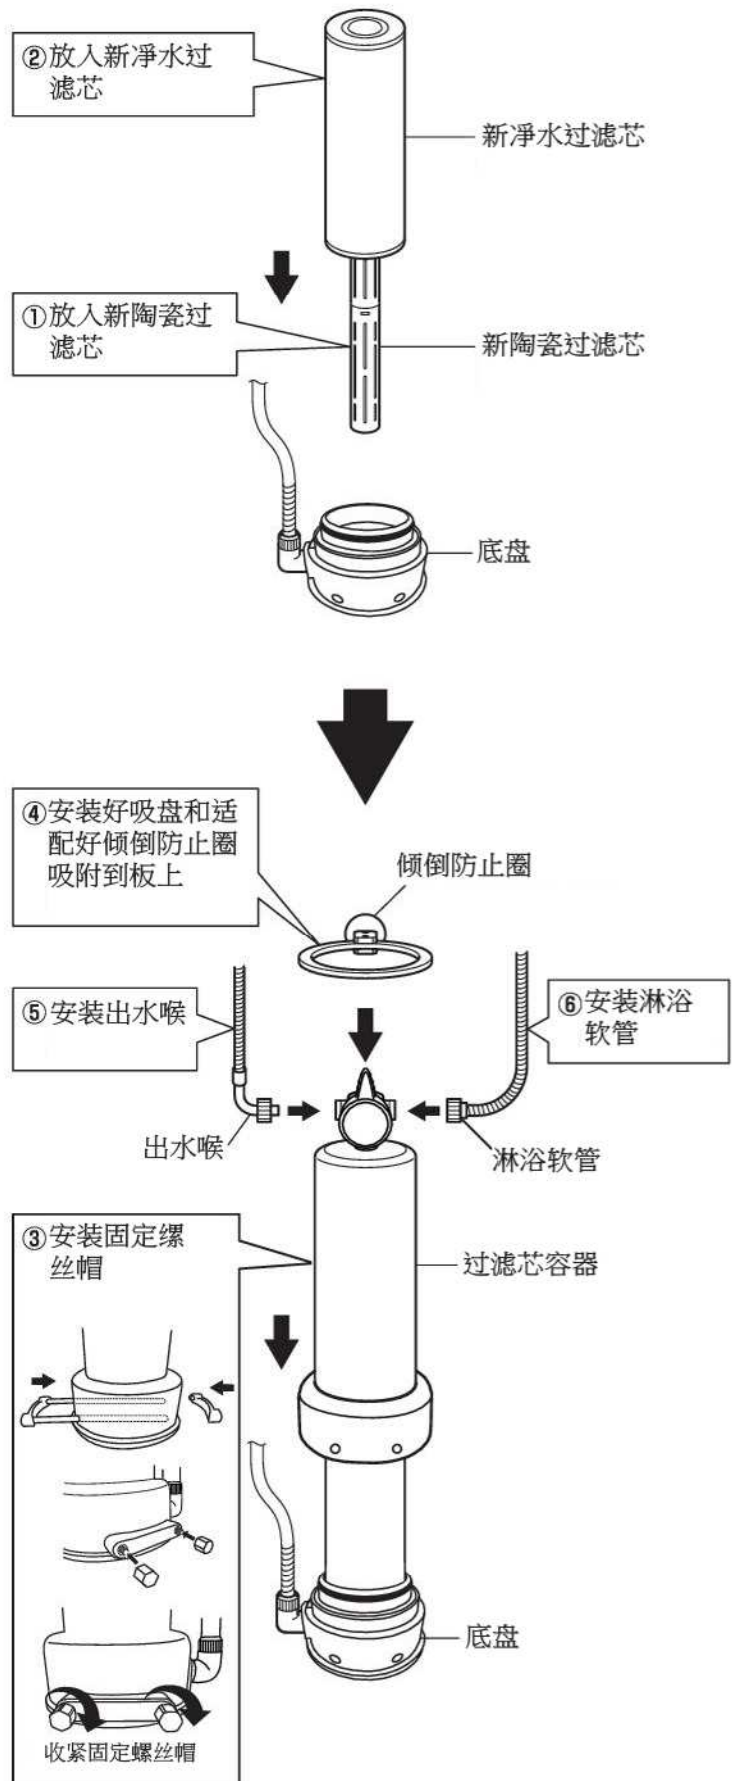 ②放入新凈水过
滤芯
新凈水过滤芯
①放入新陶瓷过
滤芯
新陶瓷过滤芯
底盘
④安装好吸盘和适
配好倾倒防止圈
吸附到板上
倾倒防止圈
⑤安装出水喉
⑥安装淋浴
软管
出水喉
淋浴软管
③安装固定缧
丝帽
过滤芯容器
底盘
收紧固定螺丝帽